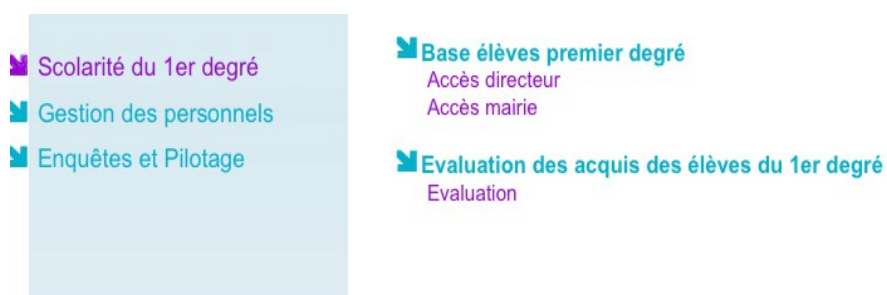 Scolarité du 1er degré
Gestion des personnels
Enquêtes et Pilotage
Base élèves premier degré
Accès directeur
Accès mairie
Evaluation des acquis des élèves du 1er degré
Evaluation